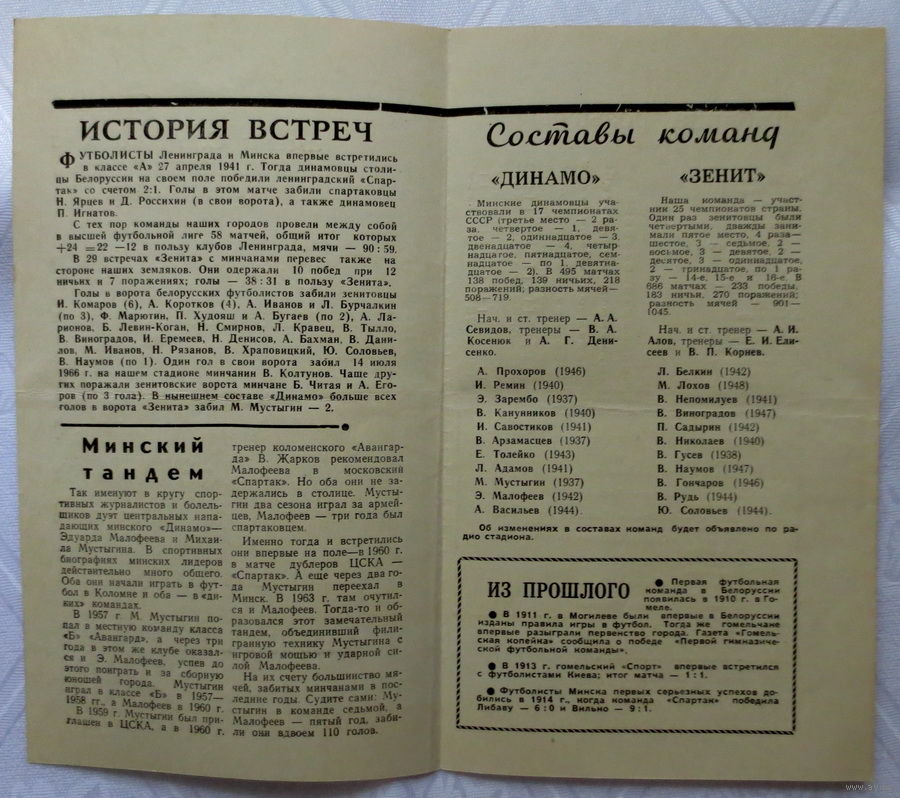 ИСТОРИЯ ВСТРЕЧ
ФУТБОЛИСТЫ Ленинграда и Минска впервые встретились
в классе «А» 27 апреля 1941 г. Тогда динамовцы столи-
цы Белоруссии на своем поле победили ленинградский «Спар-
так» со счетом 2:1. Голы в этом матче забили спартаковцы
Н. Ярцев и Д. Россихин (в свои ворота), а также динамовец
П. Игнатов.
С тех пор команды наших городов провели между собой
в высшей футбольной лиге 58 матчей, общий итог которых
+24 =22 —12 в пользу клубов Ленинграда, мячи — 90:59.
В 29 встречах «Зенита» с минчанами перевес также на
стороне наших земляков. Они одержали 10 побед при 12
ничьих и 7 поражениях; голы — 38:31 в пользу «Зенита».
Голы в ворота белорусских футболистов забили зенитовцы
И. Комаров (6), А. Коротков (4), А. Иванов и Л. Бурчалкин
(по 3), Ф. Марютин, П. Худояш и А. Бугаев (по 2), А. Ла-
рионов, Б. Левин-Коган, Н. Смирнов, Л. Кравец, В. Тылло,
В. Виноградов, И. Еремеев, Н. Денисов, А. Бахман, В. Дани-
лов, М. Иванов, Н. Рязанов, В. Храповицкий, Ю. Соловьев,
В. Наумов (по 1). Один гол в свои ворота забил 14 июля
1966 г. на нашем стадионе минчанин В. Колтунов. Чаще дру-
гих поражали зенитовские ворота минчане Б. Читая и А. Его-
ров (по 3 гола). В нынешнем составе «Динамо» больше всех
голов в ворота «Зенита» забил М. Мустыгин — 2.
Минский
тандем
Так именуют в кругу спор-
тивных журналистов и болель-
щиков дуэт центральных напа-
дающих минского «Динамо»—
Эдуарда Малофеева и Михаи-
ла Мустыгина. В спортивных
биографиях минских лидеров
действительно много общего.
Оба они начали играть в фут-
бол в Коломне и оба — в «ди-
ких» командах.
В 1957 г. М. Мустыгин по-
пал в местную команду класса
«Б» «Авангард», а через три
года в этом же клубе оказал-
ся и Э. Малофеев, успев до
этого поиграть и за сборную
юношей города. Мустыгин
играл в классе «Б» в 1957—
1958 гг., а Малофеев в 1960 г.
В 1959 г. Мустыгин был при-
глашен в ЦСКА, а в 1960 г.
тренер коломенского «Авангар-
да» В. Жарков рекомендовал
Малофеева в московский
«Спартак». Но оба они не за-
держались в столице. Мусты-
гин два сезона играл за армей-
цев, Малофеев — три года был
спартаковцем.
Именно тогда и встретились
они впервые на поле—в 1960 г.
в матче дублеров ЦСКА —
«Спартак». А еще через два го-
да Мустыгин переехал в
Минск. В 1963 г. там очутил-
ся и Малофеев. Тогда-то и об-
разовался этот замечательный
тандем, объединивший фили-
гранную технику Мустыгина с
игровой мощью и ударной си-
лой Малофеева.
На их счету большинство мя-
чей, забитых минчанами в пос-
ледние годы. Судите сами: Му-
стыгин в команде седьмой, а
Малофеев — пятый год, заби-
ли они вдвоем 110 голов.
Составы команд
«ДИНАМО»
Минские динамовцы уча-
ствовали в 17 чемпионатах
СССР (третье место — 2 ра-
за, четвертое — 1, девя-
тое — 2, одиннадцатое — 3,
двенадцатое — 4, четыр-
надцатое, пятнадцатое, сем-
надцатое — по 1, девятна-
дцатое — 2). В 495 матчах
138 побед, 139 ничьих, 218
поражений; разность мячей—
508—719.
Нач. и ст. тренер — А. А.
Севидов, тренеры — В. А.
Косенюк и А. Г. Дени-
сенко.
А. Прохоров (1946)
И. Ремин (1940)
Э. Зарембо (1937)
В. Канунников (1940)
И. Савостиков (1941)
В. Арзамасцев (1937)
Е. Толейко (1943)
Л. Адамов (1941)
М. Мустыгин (1937)
Э. Малофеев (1942)
А. Васильев (1944).
«ЗЕНИТ»
Наша команда — участ-
ник 25 чемпионатов страны.
Один раз зенитовцы были
четвертыми, дважды зани-
мали пятое место, 4 раза—
шестое, 3 — седьмое, 2 —
восьмое, 3 — девятое, 2 —
десятое, 3 — одиннадцатое,
2 — тринадцатое, по 1 ра-
зу — 14-е, 15-е и 16-е. В
686 матчах — 233 победы,
183 ничьи, 270 поражений;
разность мячей — 901—
1045.
Нач. и ст. тренер — А. И.
Алов, тренеры — Е. И. Ели-
сеев и В. П. Корнев.
Л. Белкин (1942)
М. Лохов (1948)
В. Непомилуев (1941)
В. Виноградов (1947)
П. Садырин (1942)
В. Николаев (1940)
В. Гусев (1938)
В. Наумов (1947)
В. Гончаров (1946)
В. Рудь (1944)
Ю. Соловьев (1944).
Об изменениях в составах команд будет объявлено по ра-
дио стадиона.
ИЗ ПРОШЛОГО
● Первая футбольная
команда в Белоруссии
появилась в 1910 г. в Го-
меле.
● В 1911 г. в Могилеве были впервые в Белоруссии
изданы правила игры в футбол. Тогда же гомельчане
впервые разыграли первенство города. Газета «Гомель-
ская копейка» сообщила о победе «Первой гимназиче-
ской футбольной команды».
● В 1913 г. гомельский «Спорт» впервые встретился
с футболистами Киева; итог матча — 1:1.
● Футболисты Минска первых серьезных успехов до-
бились в 1914 г., когда команда «Спартак» победила
Либаву — 6:0 и Вильно — 9:1.